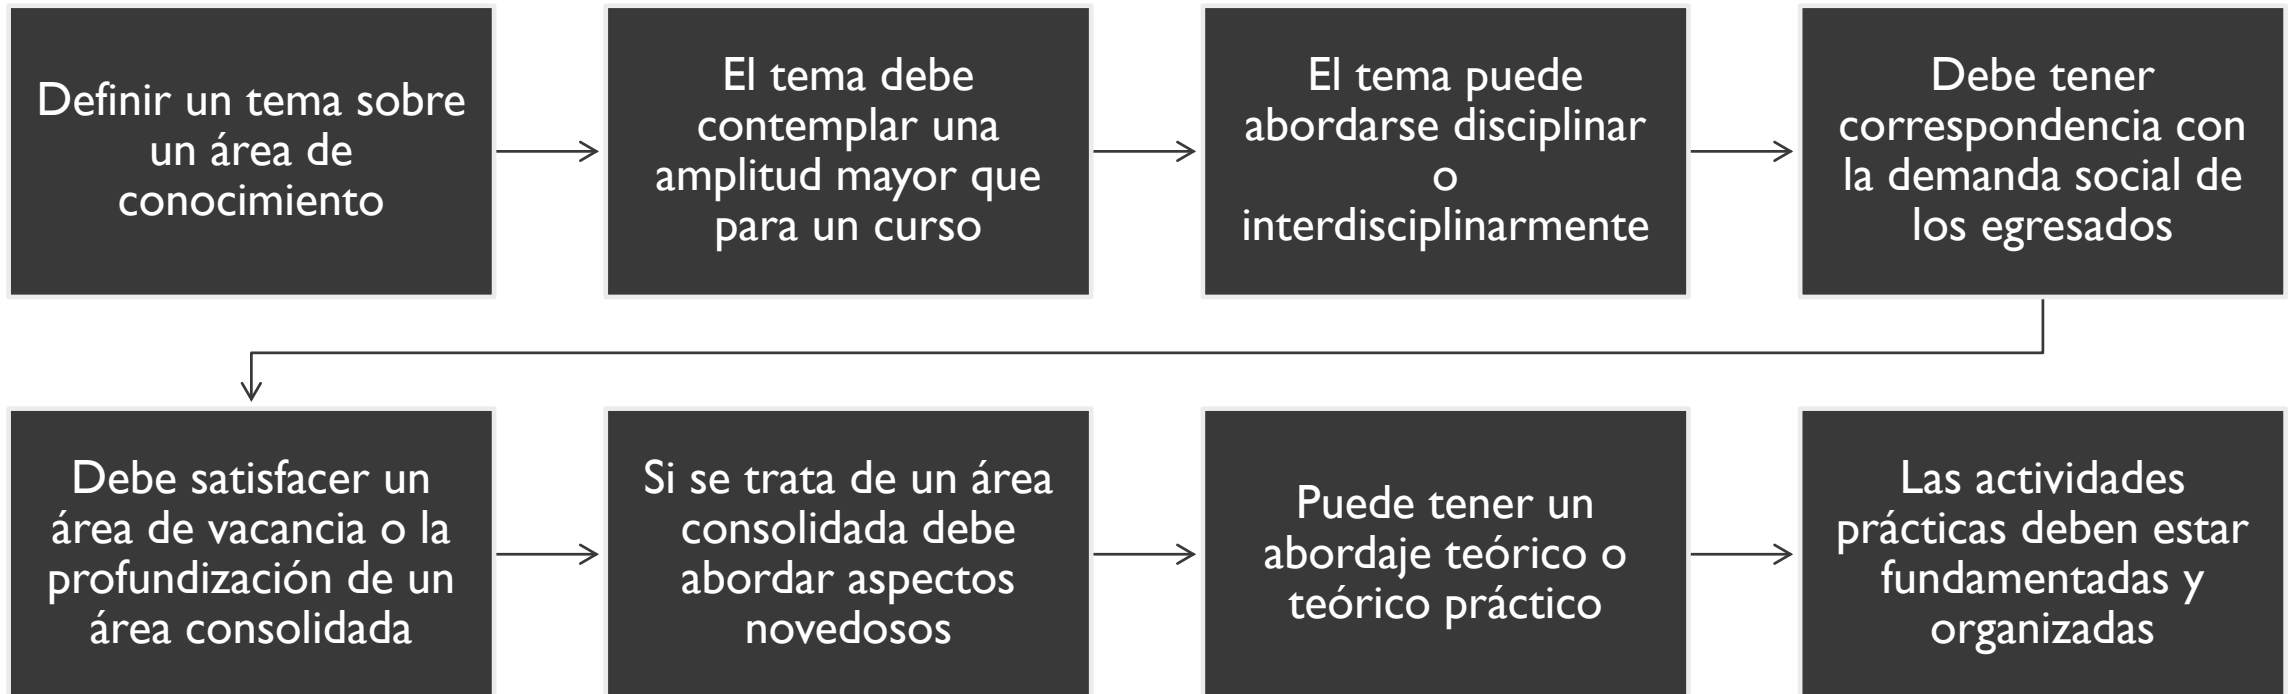 Definir un tema sobre
un área de
conocimiento
El tema debe
contemplar una
amplitud mayor que
para un curso
El tema puede
abordarse disciplinar
o
interdisciplinarmente
Debe tener
correspondencia con
la demanda social de
los egresados
Debe satisfacer un
área de vacancia o la
profundización de un
área consolidada
Si se trata de un área
consolidada debe
abordar aspectos
novedosos
Puede tener un
abordaje teórico o
teórico práctico
Las actividades
prácticas deben estar
fundamentadas y
organizadas